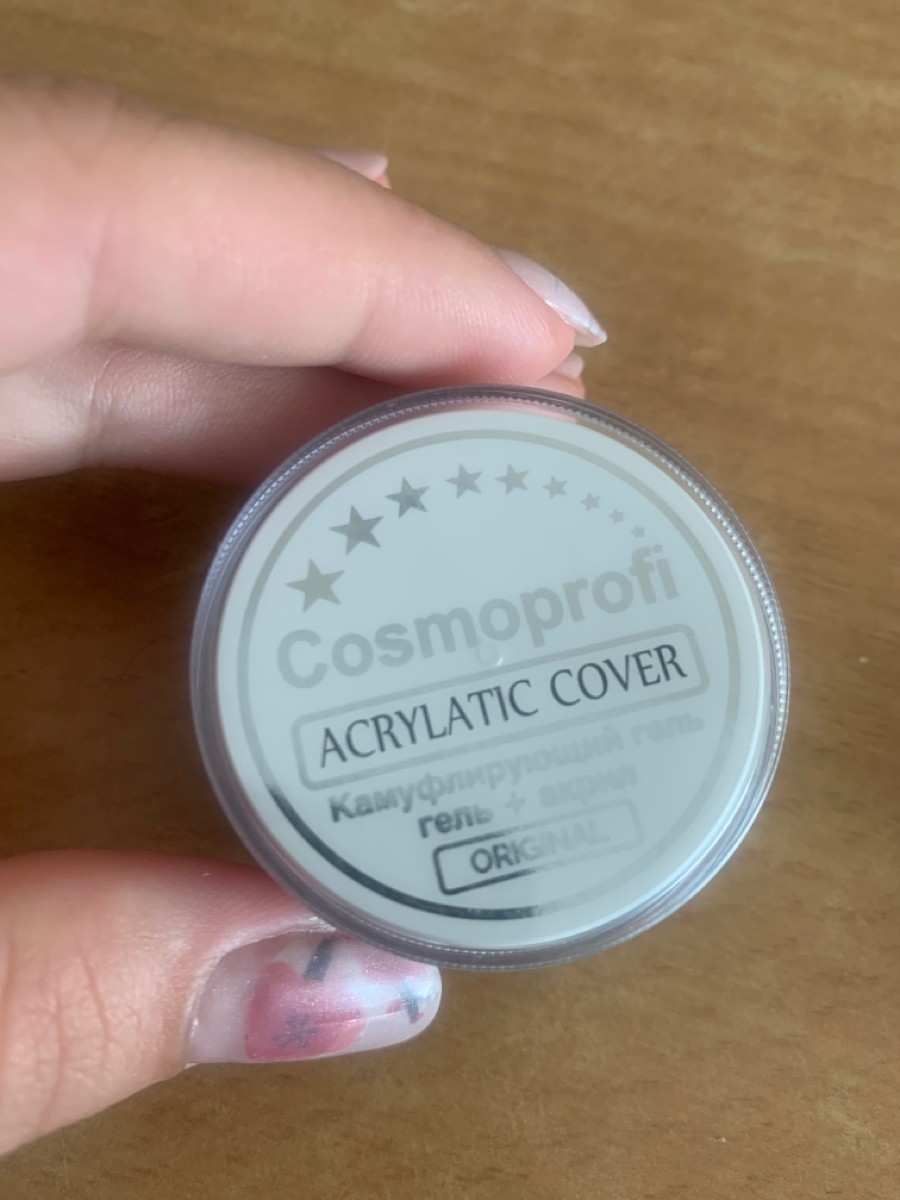 Cosmoprofi
ACRYLATIC COVER
Камуфлирующий гель
гель + акрил
ORIGINAL